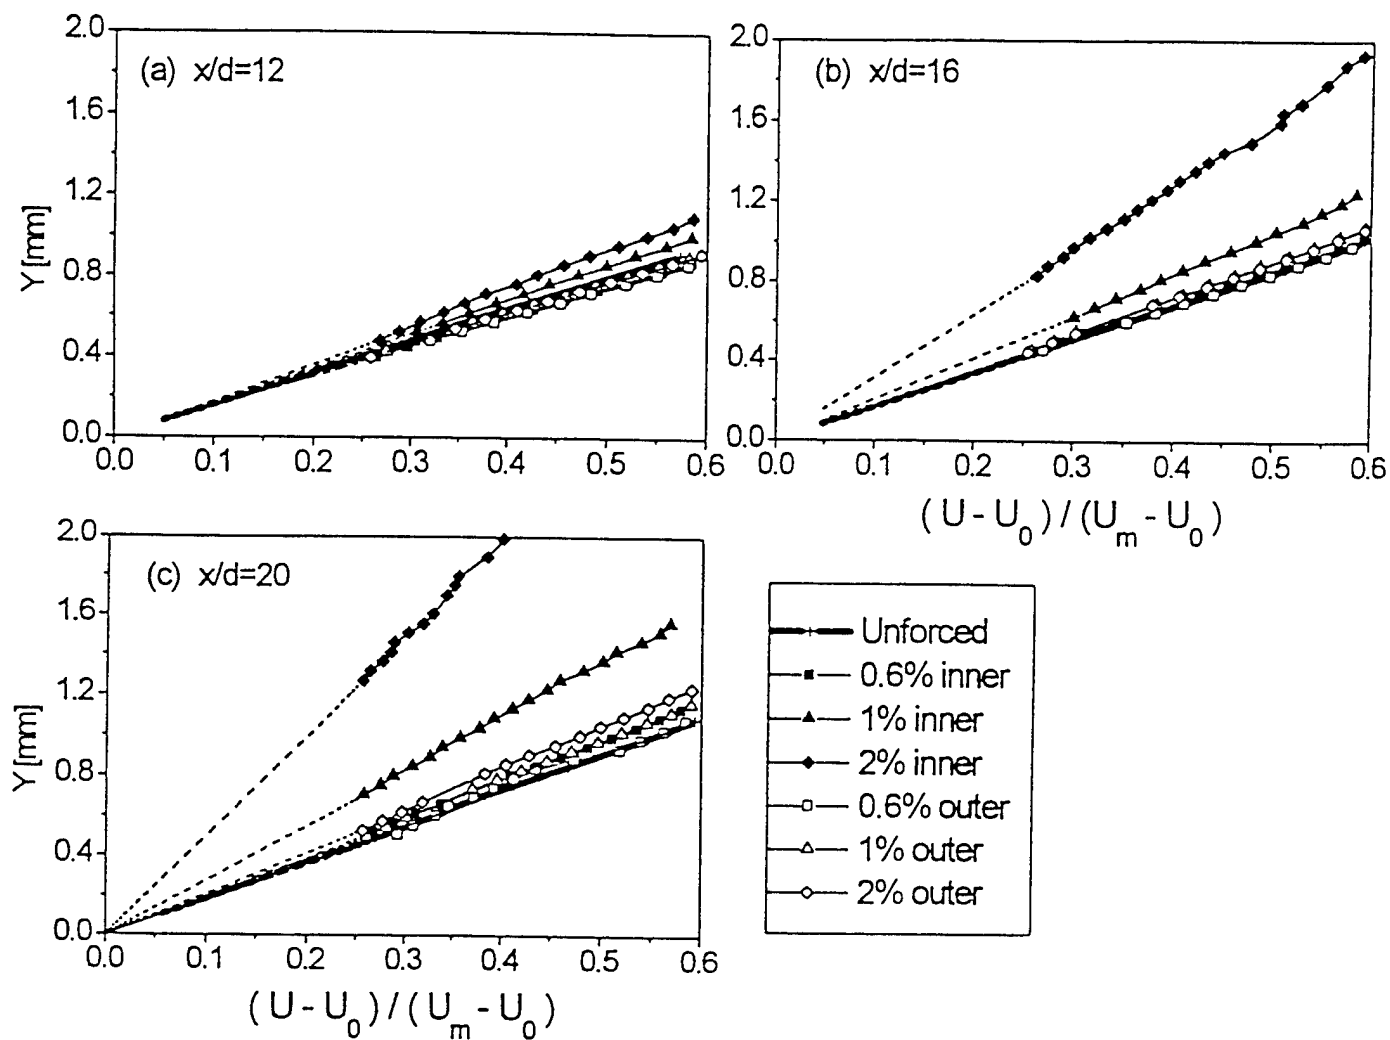 (a) x/d=12
2.0
1.6
1.2
0.8
0.4
0.0
Y [mm]
0.0 0.1 0.2 0.3 0.4 0.5 0.6
(b) x/d=16
2.0
1.6
1.2
0.8
0.4
0.0
0.0 0.1 0.2 0.3 0.4 0.5 0.6
(U - U0) / (Um - U0)
(c) x/d=20
2.0
1.6
1.2
0.8
0.4
0.0
Y [mm]
0.0 0.1 0.2 0.3 0.4 0.5 0.6
(U - U0) / (Um - U0)
Unforced
0.6% inner
1% inner
2% inner
0.6% outer
1% outer
2% outer